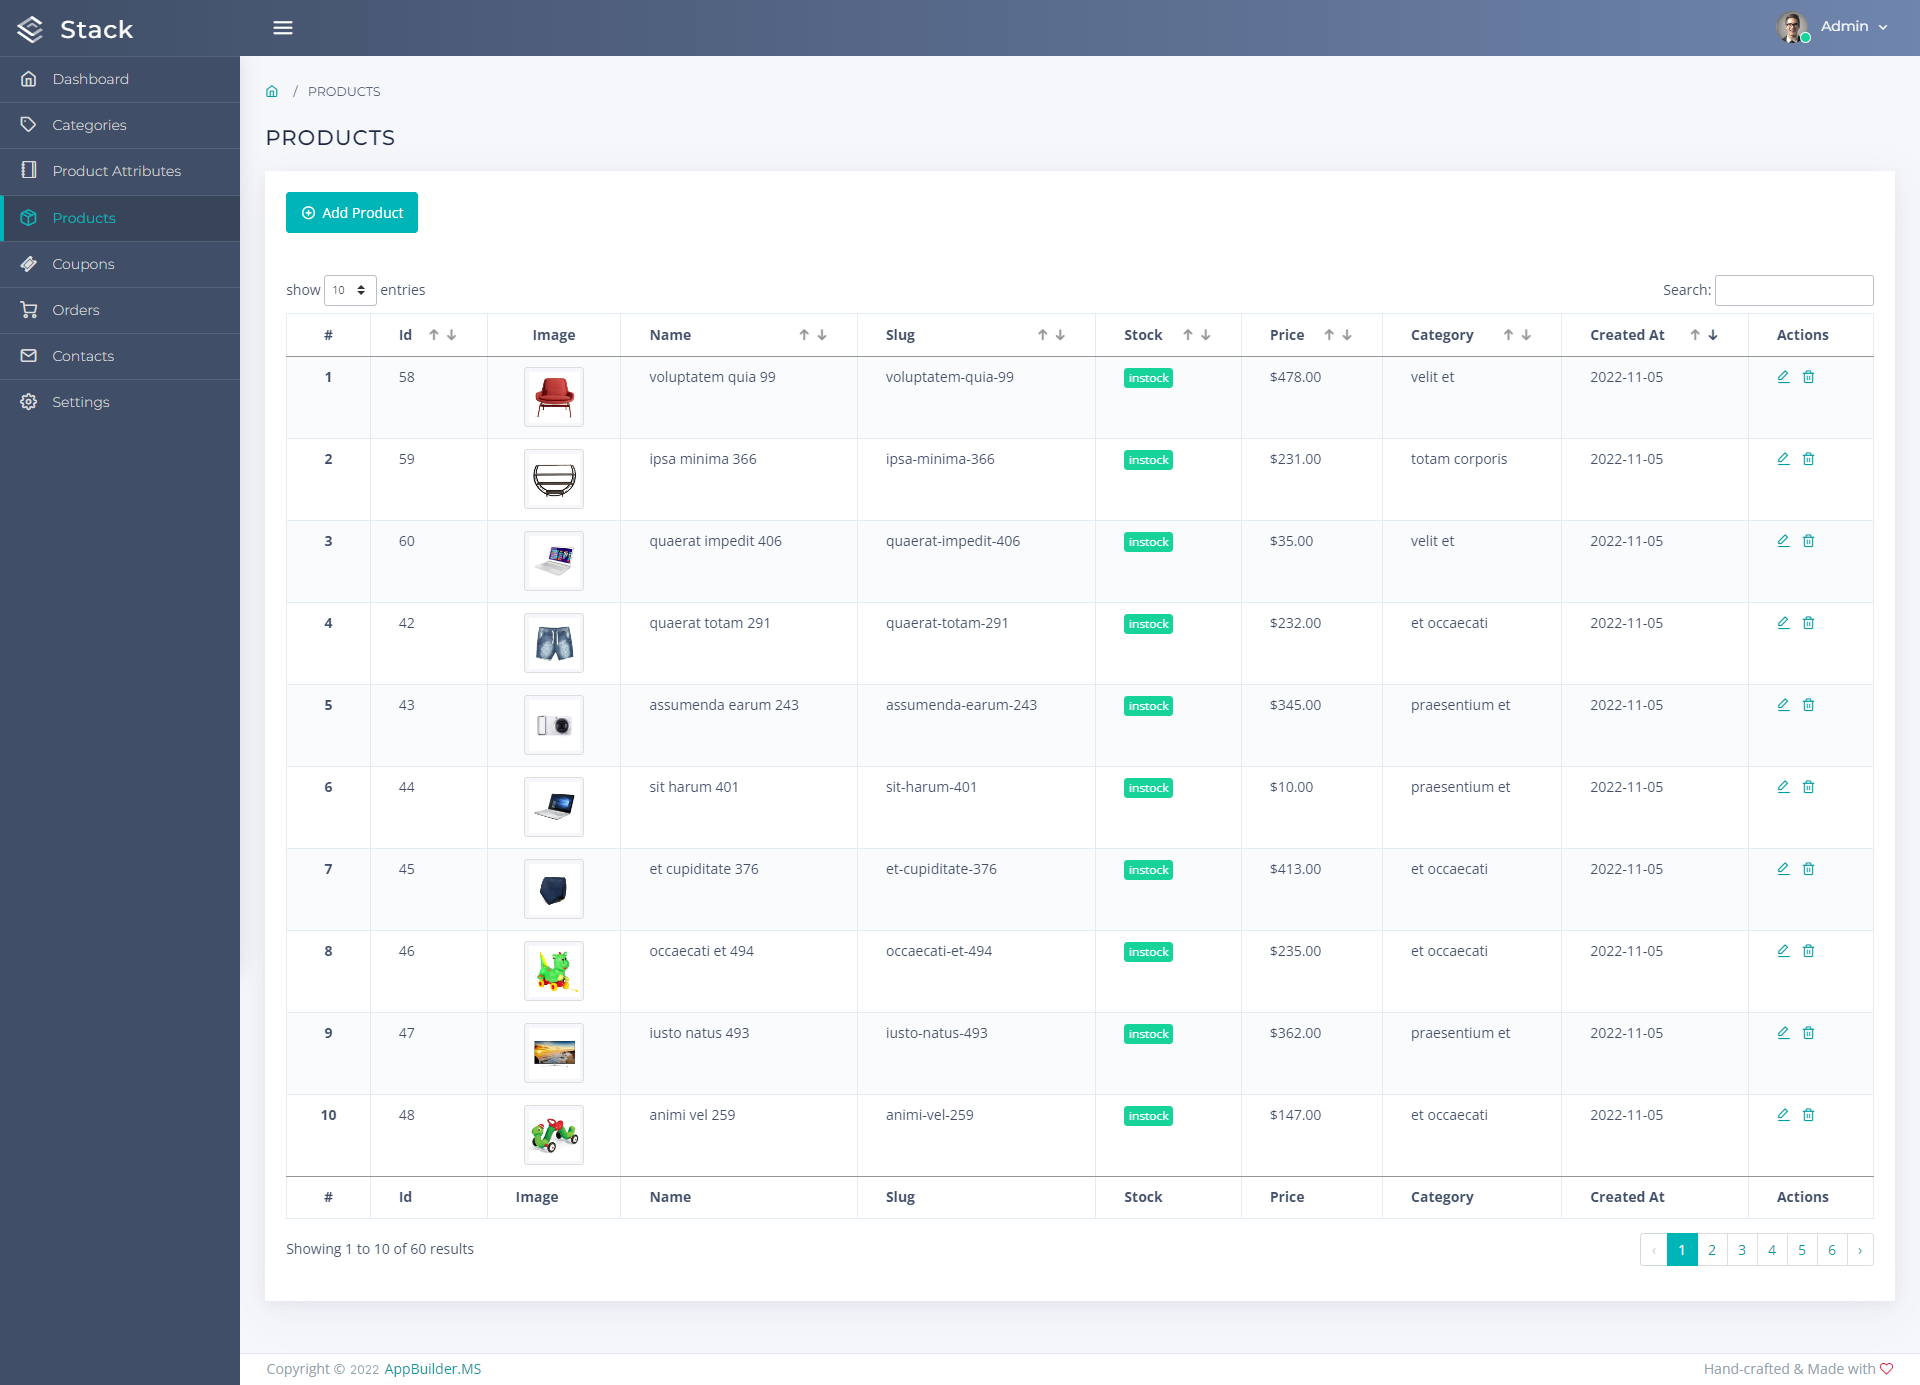 Stack
Admin
Dashboard
Categories
Product Attributes
Products
Coupons
Orders
Contacts
Settings
/ PRODUCTS
PRODUCTS
Add Product
show 10 entries
Search:
# Id Image Name Slug Stock Price Category Created At Actions
1 58 voluptatem quia 99 voluptatem-quia-99 instock $478.00 velit et 2022-11-05
2 59 ipsa minima 366 ipsa-minima-366 instock $231.00 totam corporis 2022-11-05
3 60 quaerat impedit 406 quaerat-impedit-406 instock $35.00 velit et 2022-11-05
4 42 quaerat totam 291 quaerat-totam-291 instock $232.00 et occaecati 2022-11-05
5 43 assumenda earum 243 assumenda-earum-243 instock $345.00 praesentium et 2022-11-05
6 44 sit harum 401 sit-harum-401 instock $10.00 praesentium et 2022-11-05
7 45 et cupiditate 376 et-cupiditate-376 instock $413.00 et occaecati 2022-11-05
8 46 occaecati et 494 occaecati-et-494 instock $235.00 et occaecati 2022-11-05
9 47 iusto natus 493 iusto-natus-493 instock $362.00 praesentium et 2022-11-05
10 48 animi vel 259 animi-vel-259 instock $147.00 et occaecati 2022-11-05
# Id Image Name Slug Stock Price Category Created At Actions
Showing 1 to 10 of 60 results
‹ 1 2 3 4 5 6 ›
Copyright © 2022 AppBuilder.MS
Hand-crafted & Made with